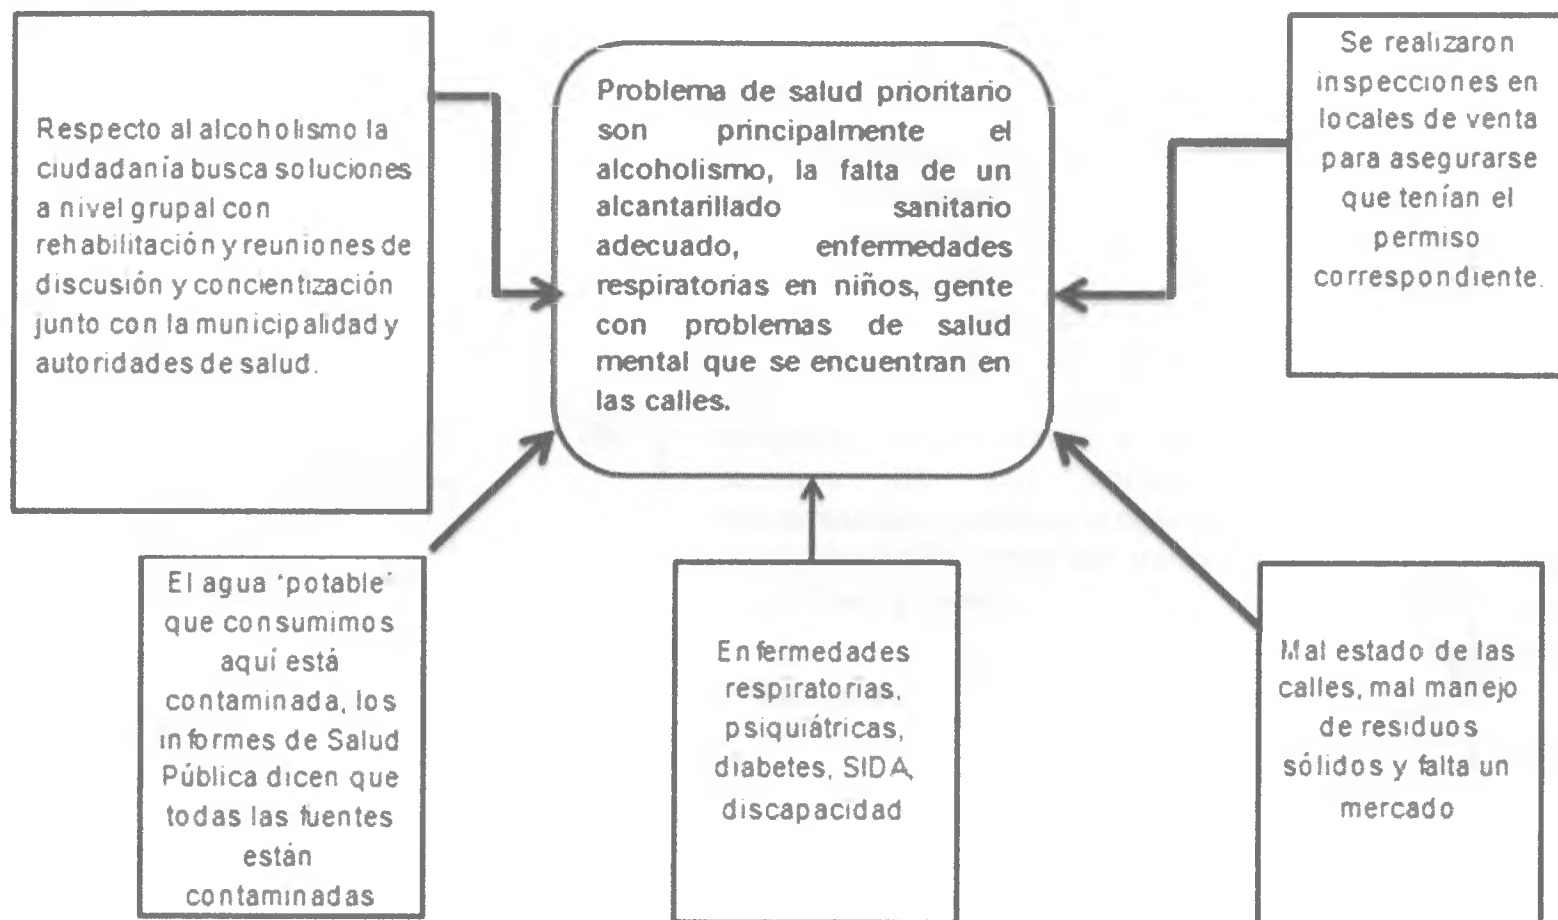 Respecto al alcoholismo la
ciudadanía busca soluciones
a nivel grupal con
rehabilitación y reuniones de
discusión y concientización
junto con la municipalidad y
autoridades de salud.
Problema de salud prioritario
son principalmente el
alcoholismo, la falta de un
alcantarillado sanitario
adecuado, enfermedades
respiratorias en niños, gente
con problemas de salud
mental que se encuentran en
las calles.
Se realizaron
inspecciones en
locales de venta
para asegurarse
que tenían el
permiso
correspondiente.
El agua "potable"
que consumimos
aquí está
contaminada, los
informes de Salud
Pública dicen que
todas las fuentes
están
contaminadas
Enfermedades
respiratorias,
psiquiátricas,
diabetes, SIDA,
discapacidad
Mal estado de las
calles, mal manejo
de residuos
sólidos y falta un
mercado